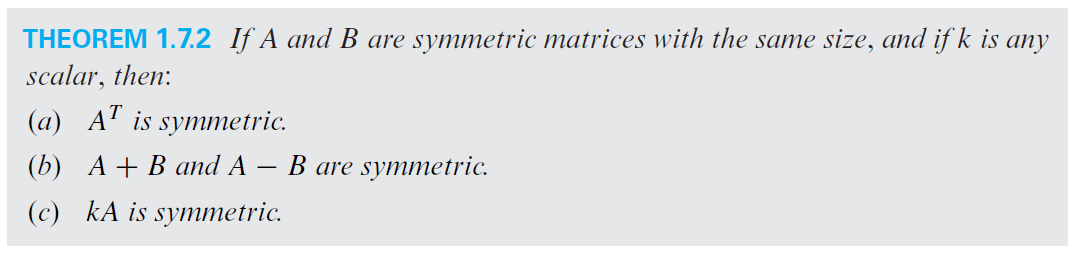 THEOREM 1.7.2 If A and B are symmetric matrices with the same size, and if k is any
scalar, then:
(a) Aᵀ is symmetric.
(b) A + B and A − B are symmetric.
(c) kA is symmetric.